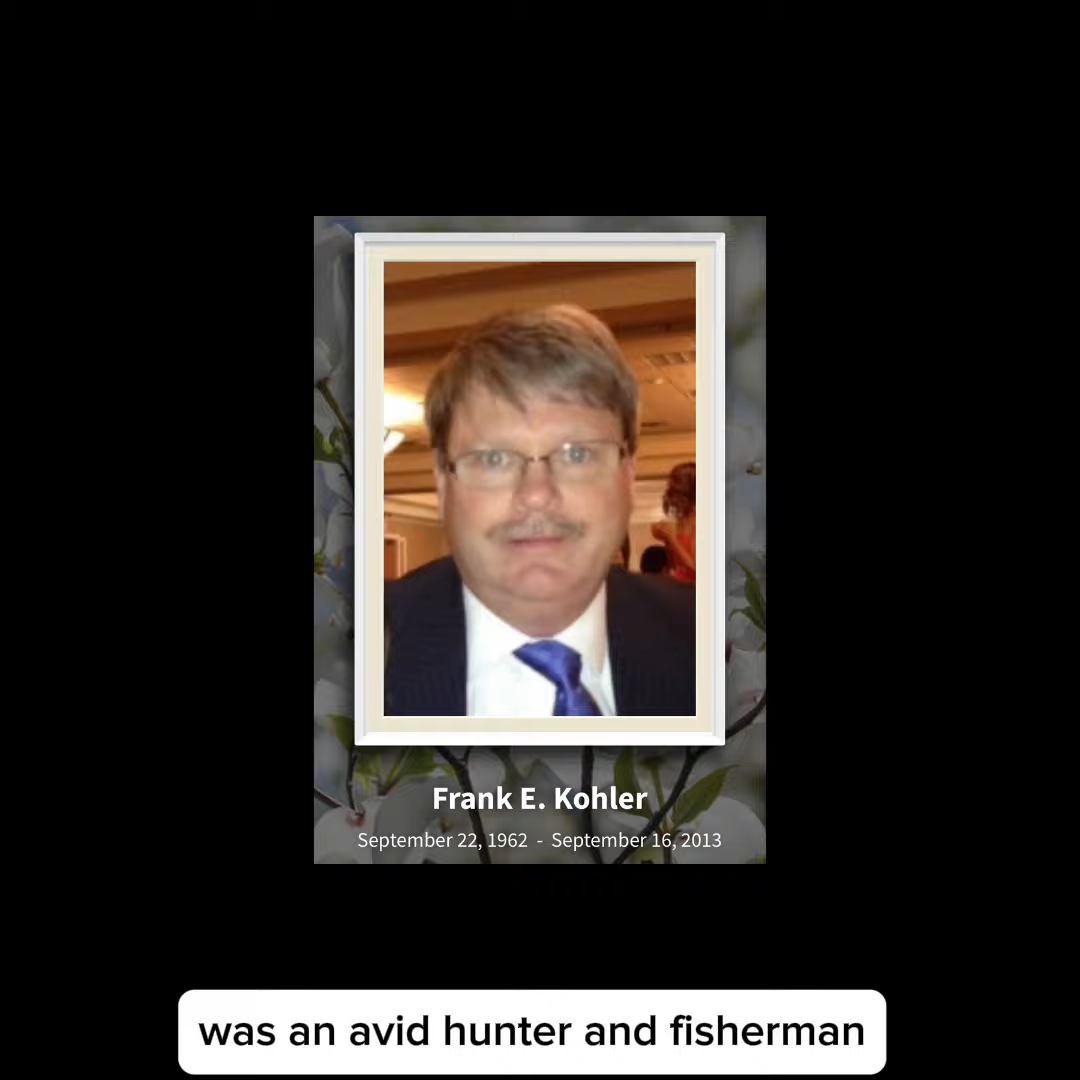 Frank E. Kohler
September 22, 1962 - September 16, 2013
was an avid hunter and fisherman